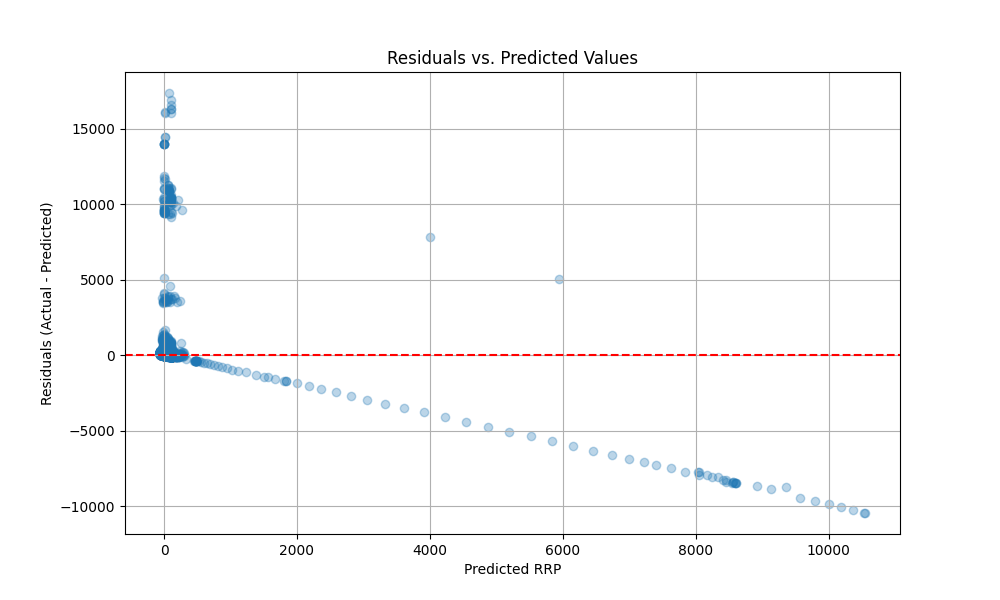 Residuals vs. Predicted Values
Residuals (Actual - Predicted)
15000
10000
5000
0
−5000
−10000
0 2000 4000 6000 8000 10000
Predicted RRP